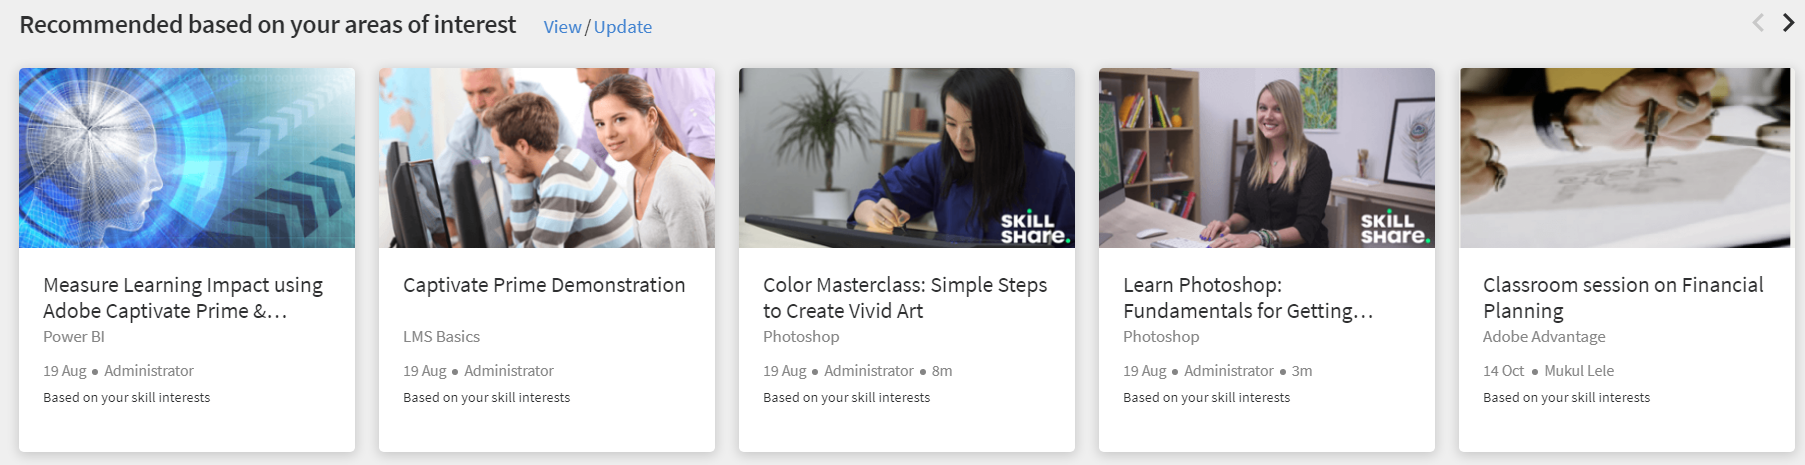 Recommended based on your areas of interest View / Update
SKILL
SHARE.
SKILL
SHARE.
Measure Learning Impact using
Adobe Captivate Prime &...
Power BI
19 Aug • Administrator
Based on your skill interests
Captivate Prime Demonstration
LMS Basics
19 Aug • Administrator
Based on your skill interests
Color Masterclass: Simple Steps
to Create Vivid Art
Photoshop
19 Aug • Administrator • 8m
Based on your skill interests
Learn Photoshop:
Fundamentals for Getting...
Photoshop
19 Aug • Administrator • 3m
Based on your skill interests
Classroom session on Financial
Planning
Adobe Advantage
14 Oct • Mukul Lele
Based on your skill interests